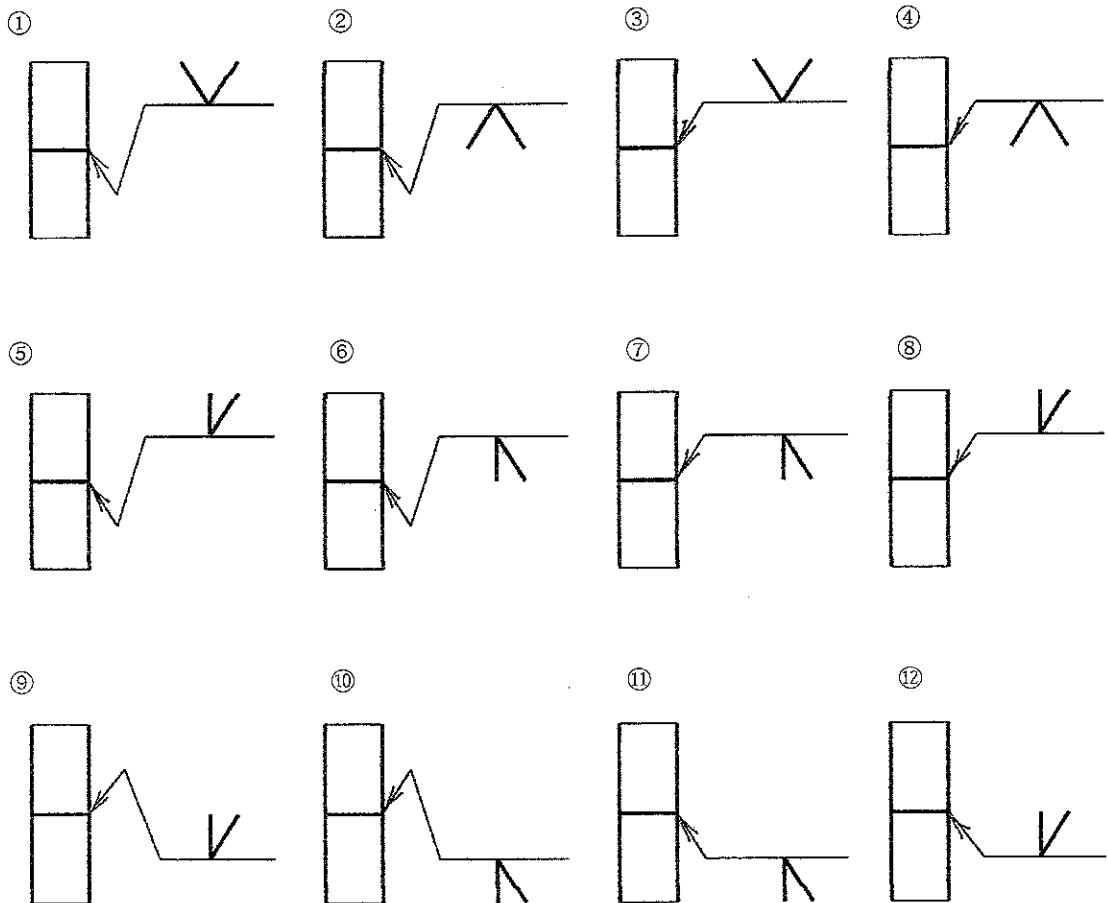 ① ② ③ ④
⑤ ⑥ ⑦ ⑧
⑨ ⑩ ⑪ ⑫